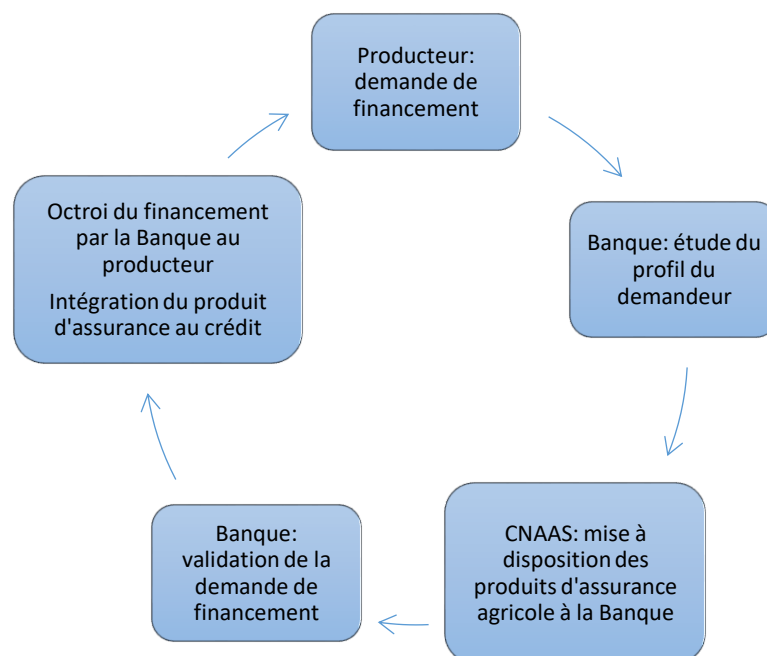 Producteur:
demande de
financement
Banque: étude du
profil du
demandeur
CNAAS: mise à
disposition des
produits d'assurance
agricole à la Banque
Banque:
validation de la
demande de
financement
Octroi du financement
par la Banque au
producteur
Intégration du produit
d'assurance au crédit